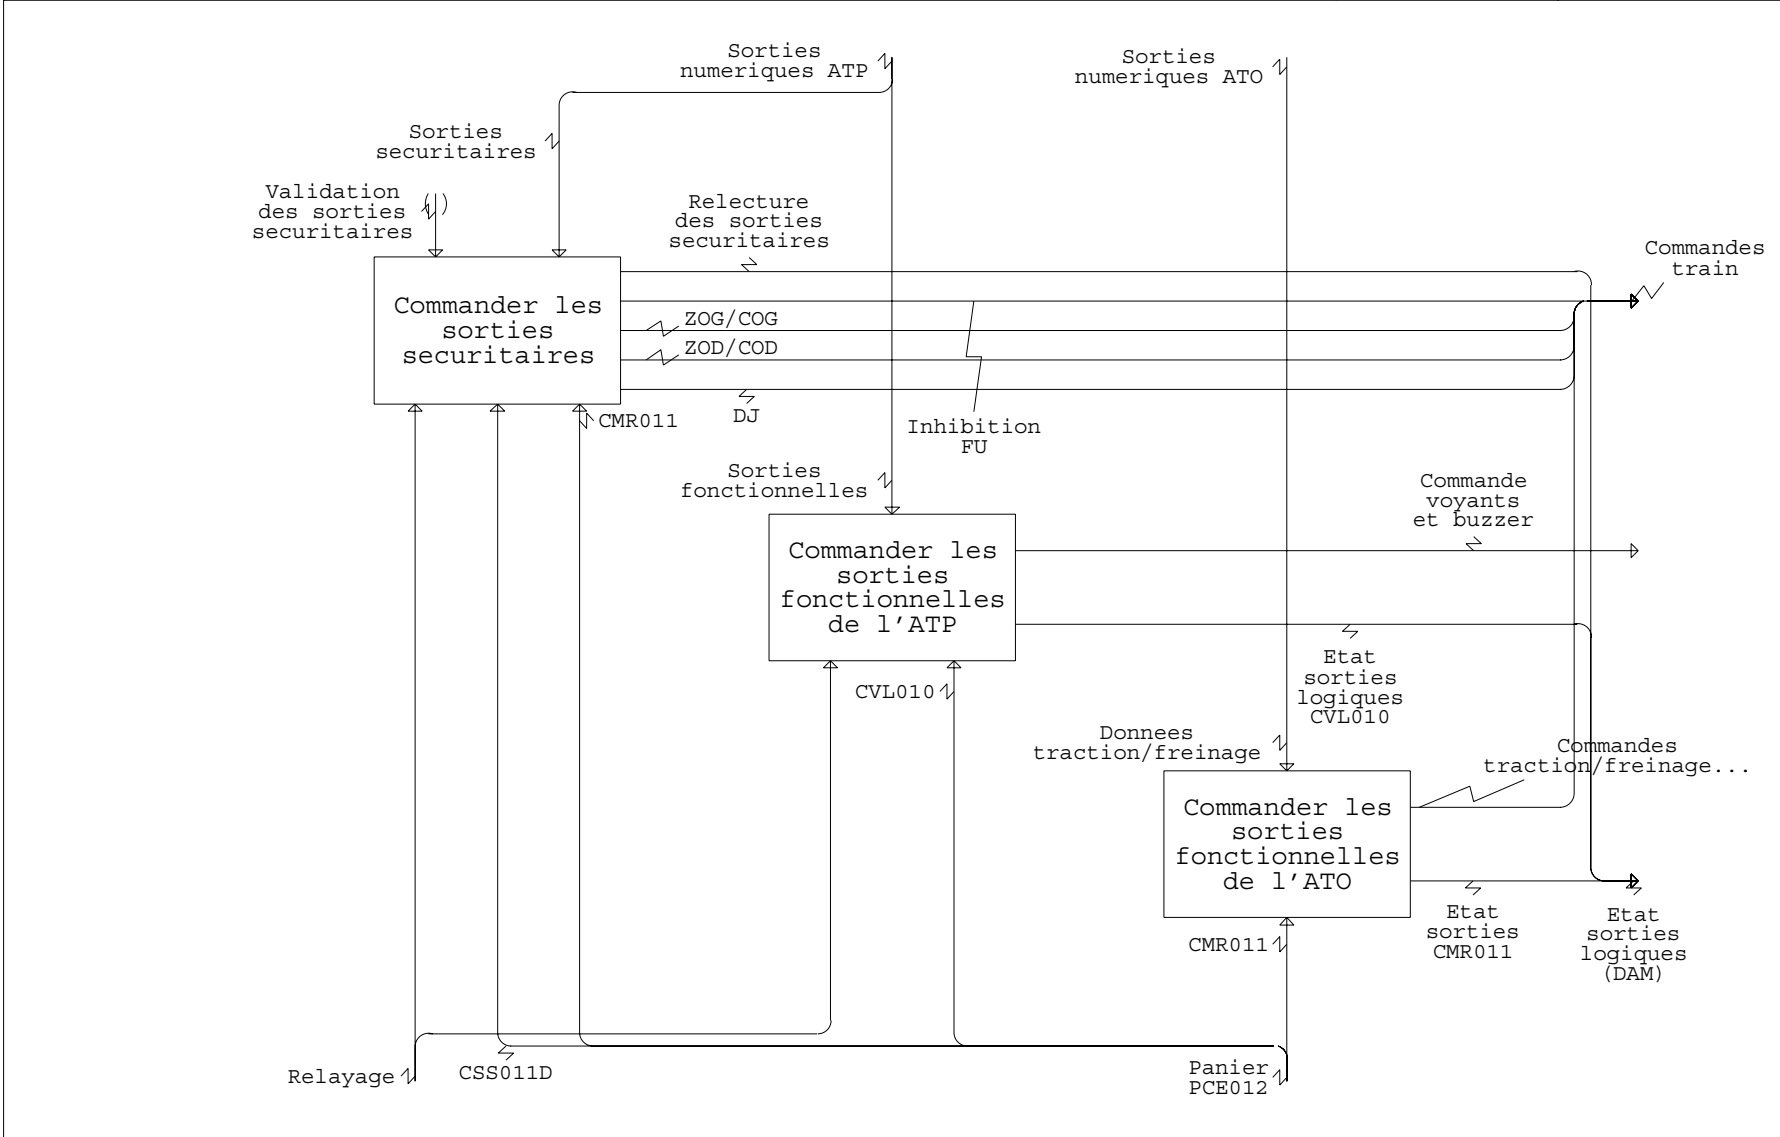 Sorties
numeriques ATP
Sorties
numeriques ATO
Sorties
securitaires
Validation
des sorties
securitaires
( )
Relecture
des sorties
securitaires
Commandes
train
Commander les
sorties
securitaires
ZOG/COG
ZOD/COD
DJ
CMR011
Inhibition
FU
Sorties
fonctionnelles
Commande
voyants
et buzzer
Commander les
sorties
fonctionnelles
de l'ATP
CVL010
Etat
sorties
logiques
CVL010
Donnees
traction/freinage
Commandes
traction/freinage...
Commander les
sorties
fonctionnelles
de l'ATO
CMR011
Etat
sorties
CMR011
Etat
sorties
logiques
(DAM)
Relayage
CSS011D
Panier
PCE012